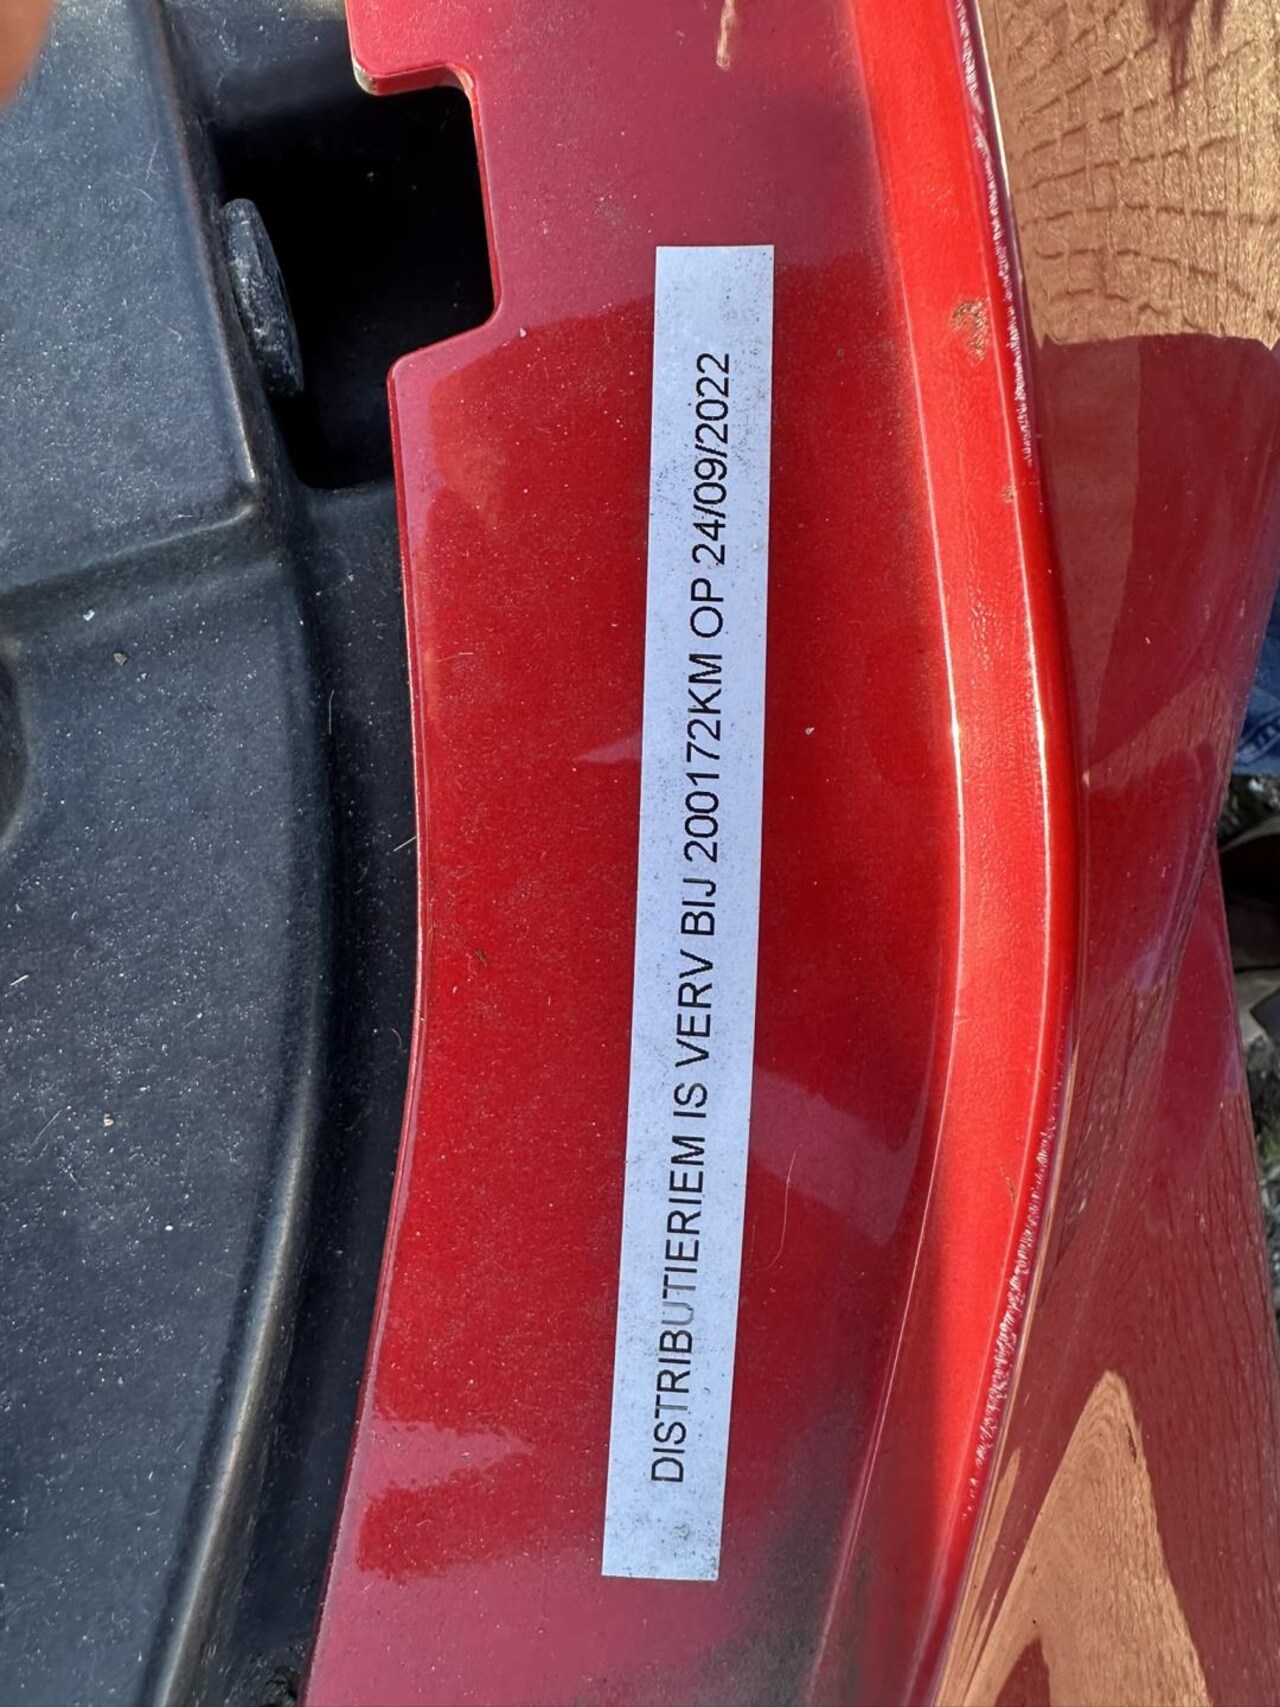 DISTRIBUTIERIEM IS VERV BIJ 200172KM OP 24/09/2022